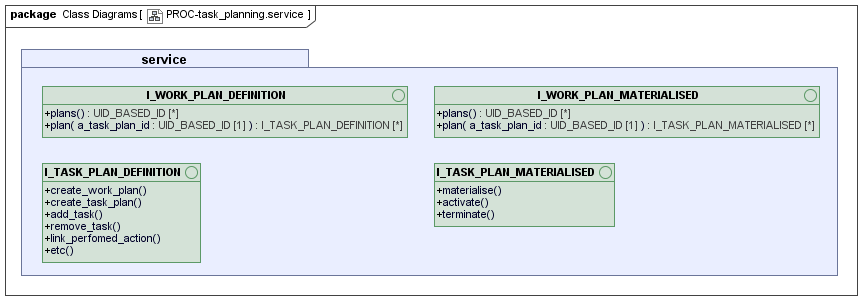 package Class Diagrams [ PROC-task_planning.service ]
service
I_WORK_PLAN_DEFINITION
+plans() : UID_BASED_ID [*]
+plan( a_task_plan_id : UID_BASED_ID [1] ) : I_TASK_PLAN_DEFINITION [*]
I_WORK_PLAN_MATERIALISED
+plans() : UID_BASED_ID [*]
+plan( a_task_plan_id : UID_BASED_ID [1] ) : I_TASK_PLAN_MATERIALISED [*]
I_TASK_PLAN_DEFINITION
+create_work_plan()
+create_task_plan()
+add_task()
+remove_task()
+link_perfomed_action()
+etc()
I_TASK_PLAN_MATERIALISED
+materialise()
+activate()
+terminate()